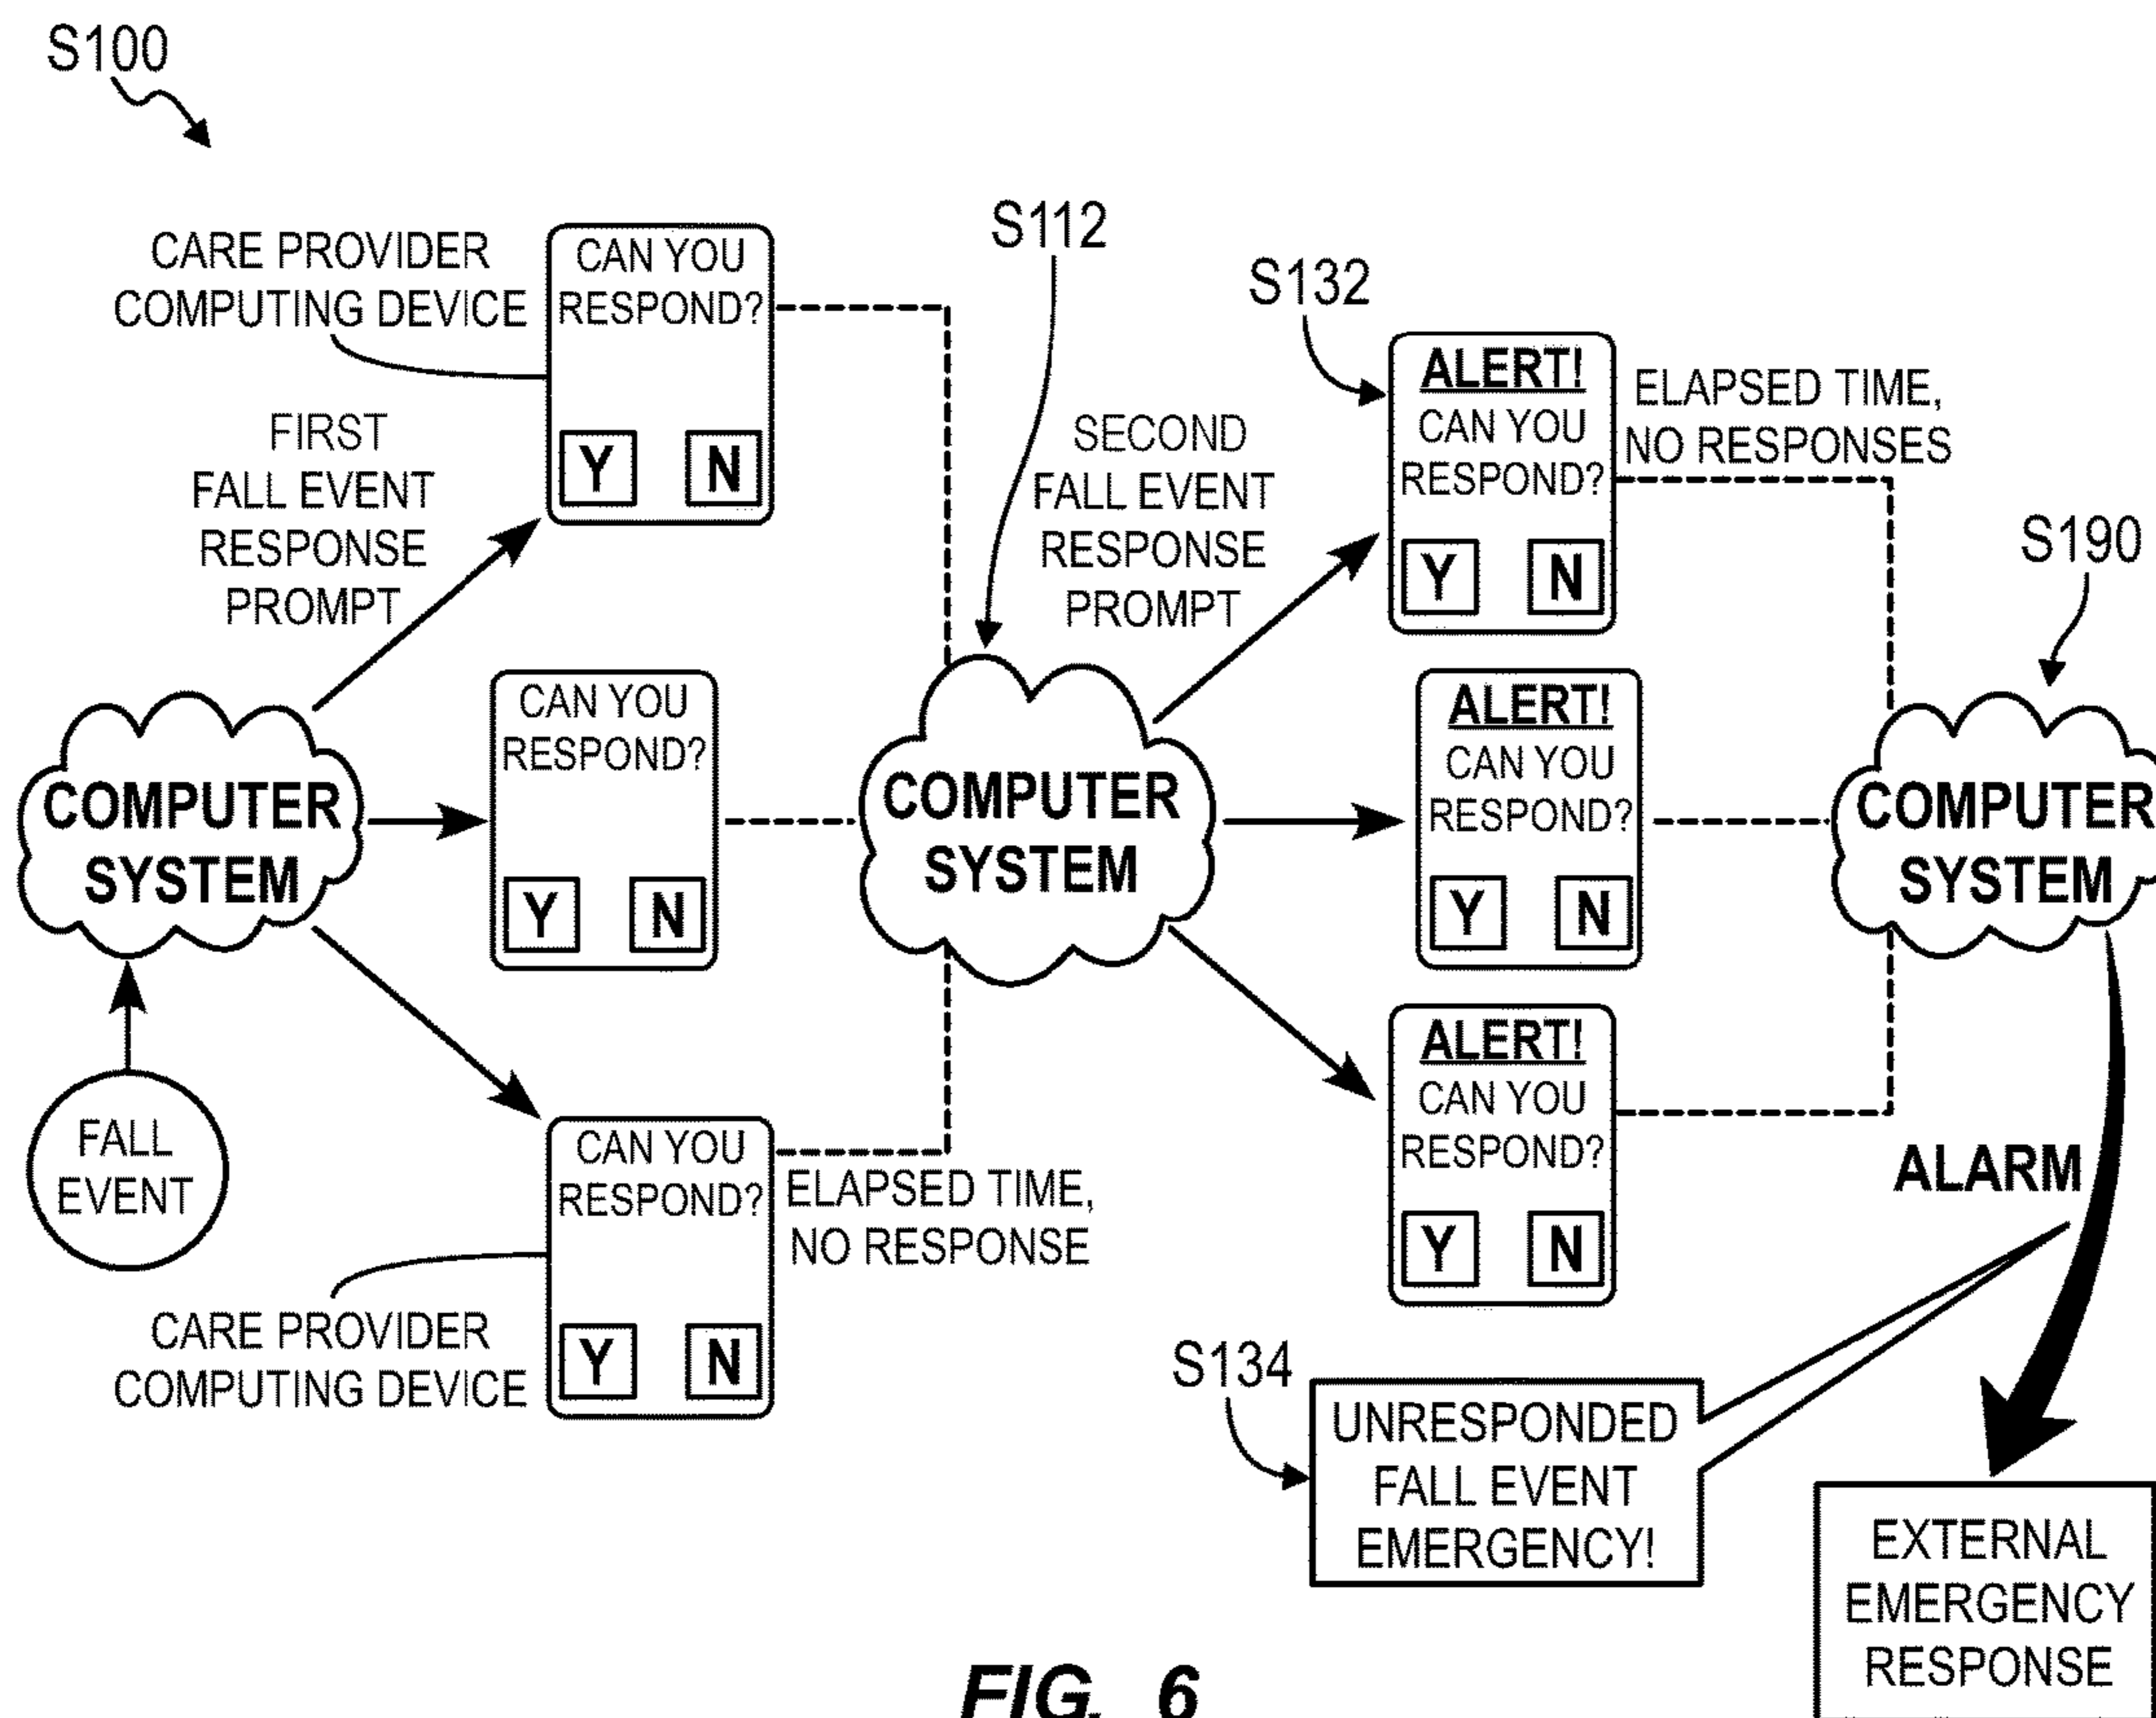 S100
CARE PROVIDER
COMPUTING DEVICE
CAN YOU
RESPOND?
Y N
FIRST
FALL EVENT
RESPONSE
PROMPT
COMPUTER
SYSTEM
FALL
EVENT
CAN YOU
RESPOND?
Y N
CAN YOU
RESPOND?
Y N
ELAPSED TIME,
NO RESPONSE
CARE PROVIDER
COMPUTING DEVICE
S112
COMPUTER
SYSTEM
SECOND
FALL EVENT
RESPONSE
PROMPT
S132
ALERT!
CAN YOU
RESPOND?
Y N
ELAPSED TIME,
NO RESPONSES
ALERT!
CAN YOU
RESPOND?
Y N
ALERT!
CAN YOU
RESPOND?
Y N
S190
COMPUTER
SYSTEM
ALARM
S134
UNRESPONDED
FALL EVENT
EMERGENCY!
EXTERNAL
EMERGENCY
RESPONSE
FIG. 6